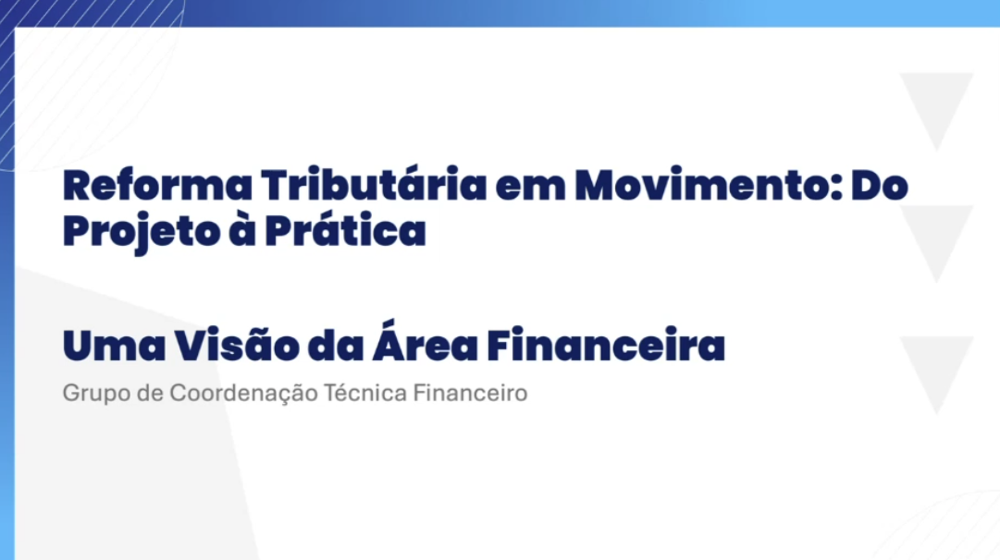 Reforma Tributária em Movimento: Do
Projeto à Prática
Uma Visão da Área Financeira
Grupo de Coordenação Técnica Financeiro